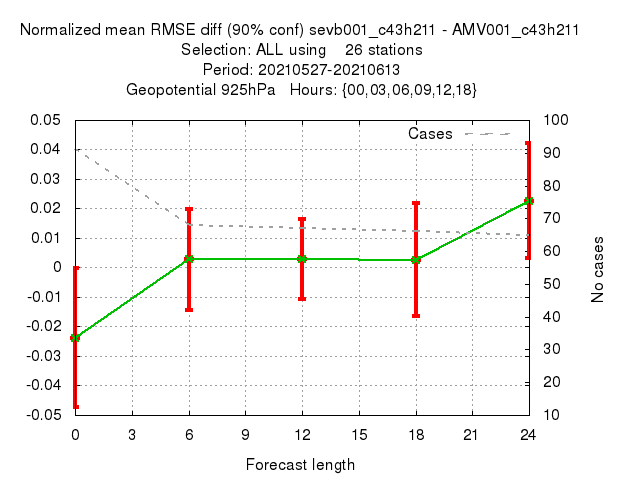 Normalized mean RMSE diff (90% conf) sevb001_c43h211 - AMV001_c43h211
Selection: ALL using    26 stations
Period: 20210527-20210613
Geopotential 925hPa   Hours: {00,03,06,09,12,18}
Cases
0.05
0.04
0.03
0.02
0.01
0
-0.01
-0.02
-0.03
-0.04
-0.05
100
90
80
70
60
50
40
30
20
10
No cases
0 3 6 9 12 15 18 21 24
Forecast length